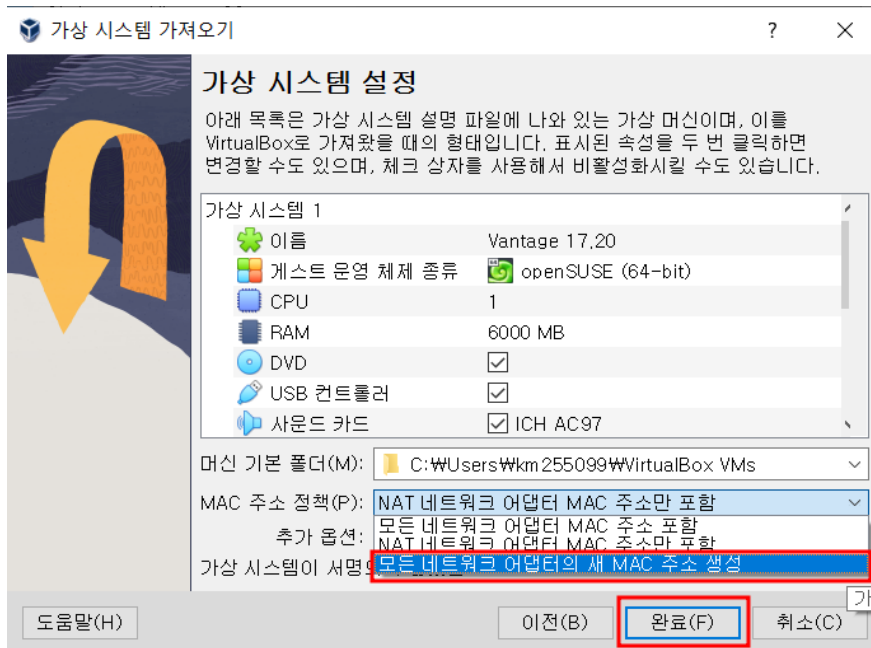 가상 시스템 가져오기
?
가상 시스템 설정
아래 목록은 가상 시스템 설명 파일에 나와 있는 가상 머신이며, 이를
VirtualBox로 가져왔을 때의 형태입니다. 표시된 속성을 두 번 클릭하면
변경할 수도 있으며, 체크 상자를 사용해서 비활성화시킬 수도 있습니다.
가상 시스템 1
이름 Vantage 17.20
게스트 운영 체제 종류 openSUSE (64-bit)
CPU 1
RAM 6000 MB
DVD
USB 컨트롤러
사운드 카드 ICH AC97
머신 기본 폴더(M): C:₩Users₩km255099₩VirtualBox VMs
MAC 주소 정책(P): NAT 네트워크 어댑터 MAC 주소만 포함
모든 네트워크 어댑터 MAC 주소 포함
추가 옵션: NAT 네트워크 어댑터 MAC 주소만 포함
가상 시스템이 모든 네트워크 어댑터의 새 MAC 주소 생성
도움말(H) 이전(B) 완료(F) 취소(C)